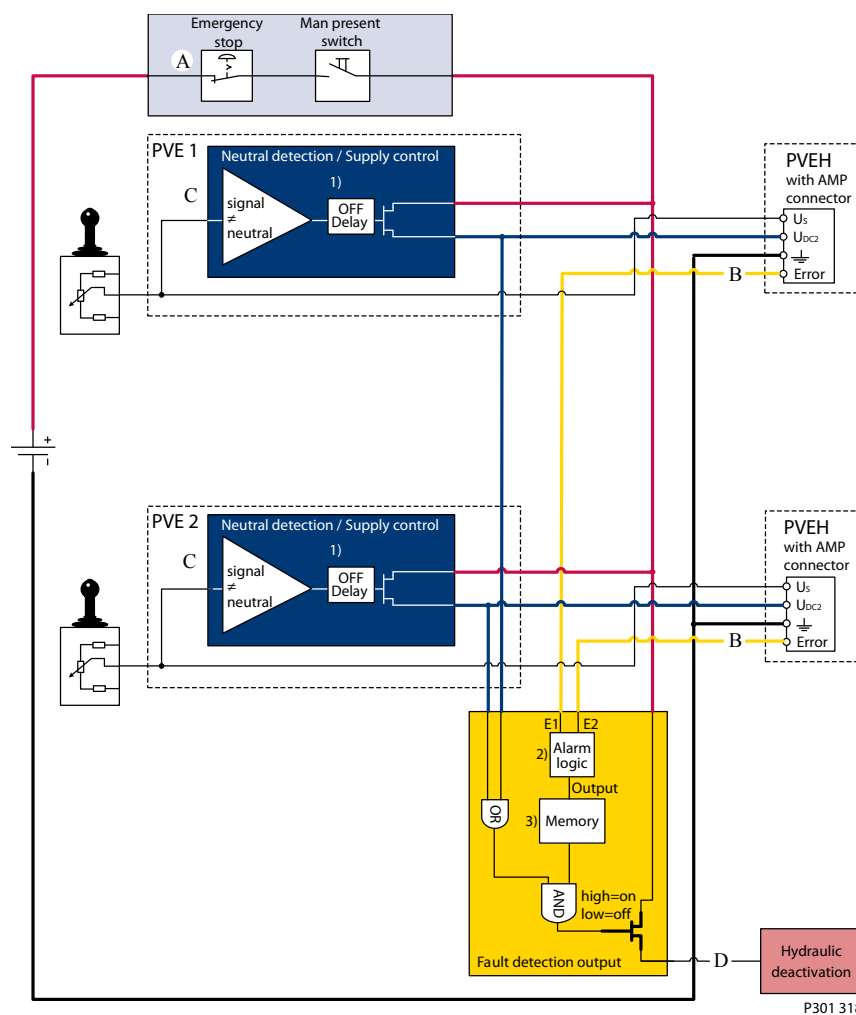 Emergency
stop
Man present
switch
A
PVE 1
Neutral detection / Supply control
C
signal
≠
neutral
1)
OFF
Delay
PVEH
with AMP
connector
US
UDC2
Error
B
+
-
PVE 2
Neutral detection / Supply control
C
signal
≠
neutral
1)
OFF
Delay
PVEH
with AMP
connector
US
UDC2
Error
B
E1
E2
2)
Alarm
logic
Output
OR
3)
Memory
AND
high=on
low=off
Fault detection output
D
Hydraulic
deactivation